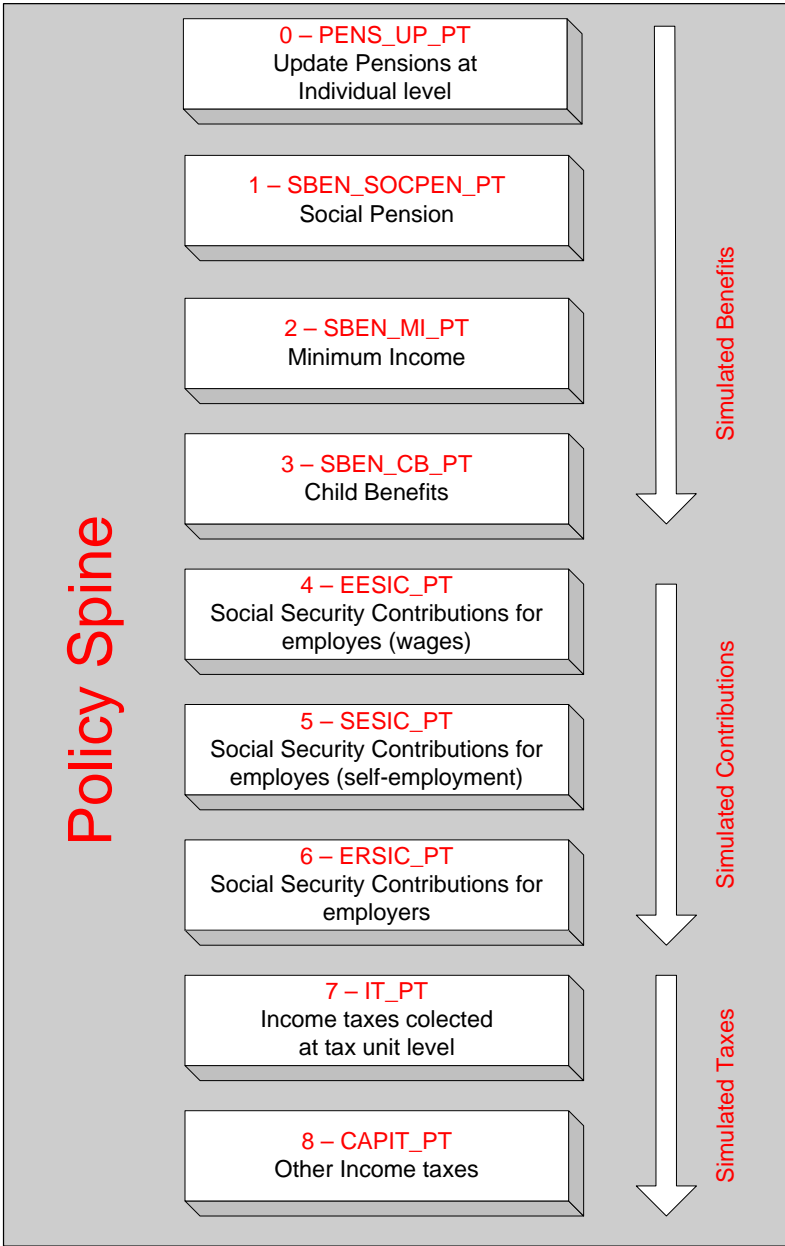 0 – PENS_UP_PT
Update Pensions at
Individual level
1 – SBEN_SOCPEN_PT
Social Pension
2 – SBEN_MI_PT
Minimum Income
3 – SBEN_CB_PT
Child Benefits
Simulated Benefits
Policy Spine
4 – EESIC_PT
Social Security Contributions for
employes (wages)
5 – SESIC_PT
Social Security Contributions for
employes (self-employment)
6 – ERSIC_PT
Social Security Contributions for
employers
Simulated Contributions
7 – IT_PT
Income taxes colected
at tax unit level
8 – CAPIT_PT
Other Income taxes
Simulated Taxes